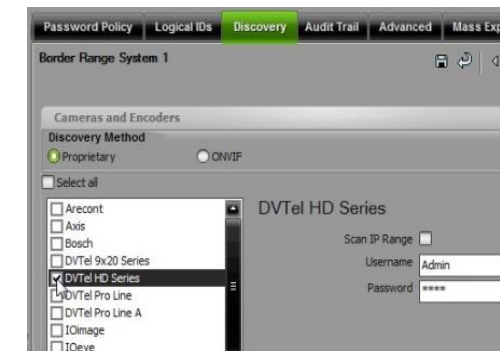 Password Policy Logical IDs Discovery Audit Trail Advanced Mass Exp
Border Range System 1
Cameras and Encoders
Discovery Method
Proprietary ONVIF
Select all
Arecont
Axis
Bosch
DVTel 9x20 Series
DVTel HD Series
DVTel Pro Line
DVTel Pro Line A
IOimage
IOeye
DVTel HD Series
Scan IP Range
Username Admin
Password ****